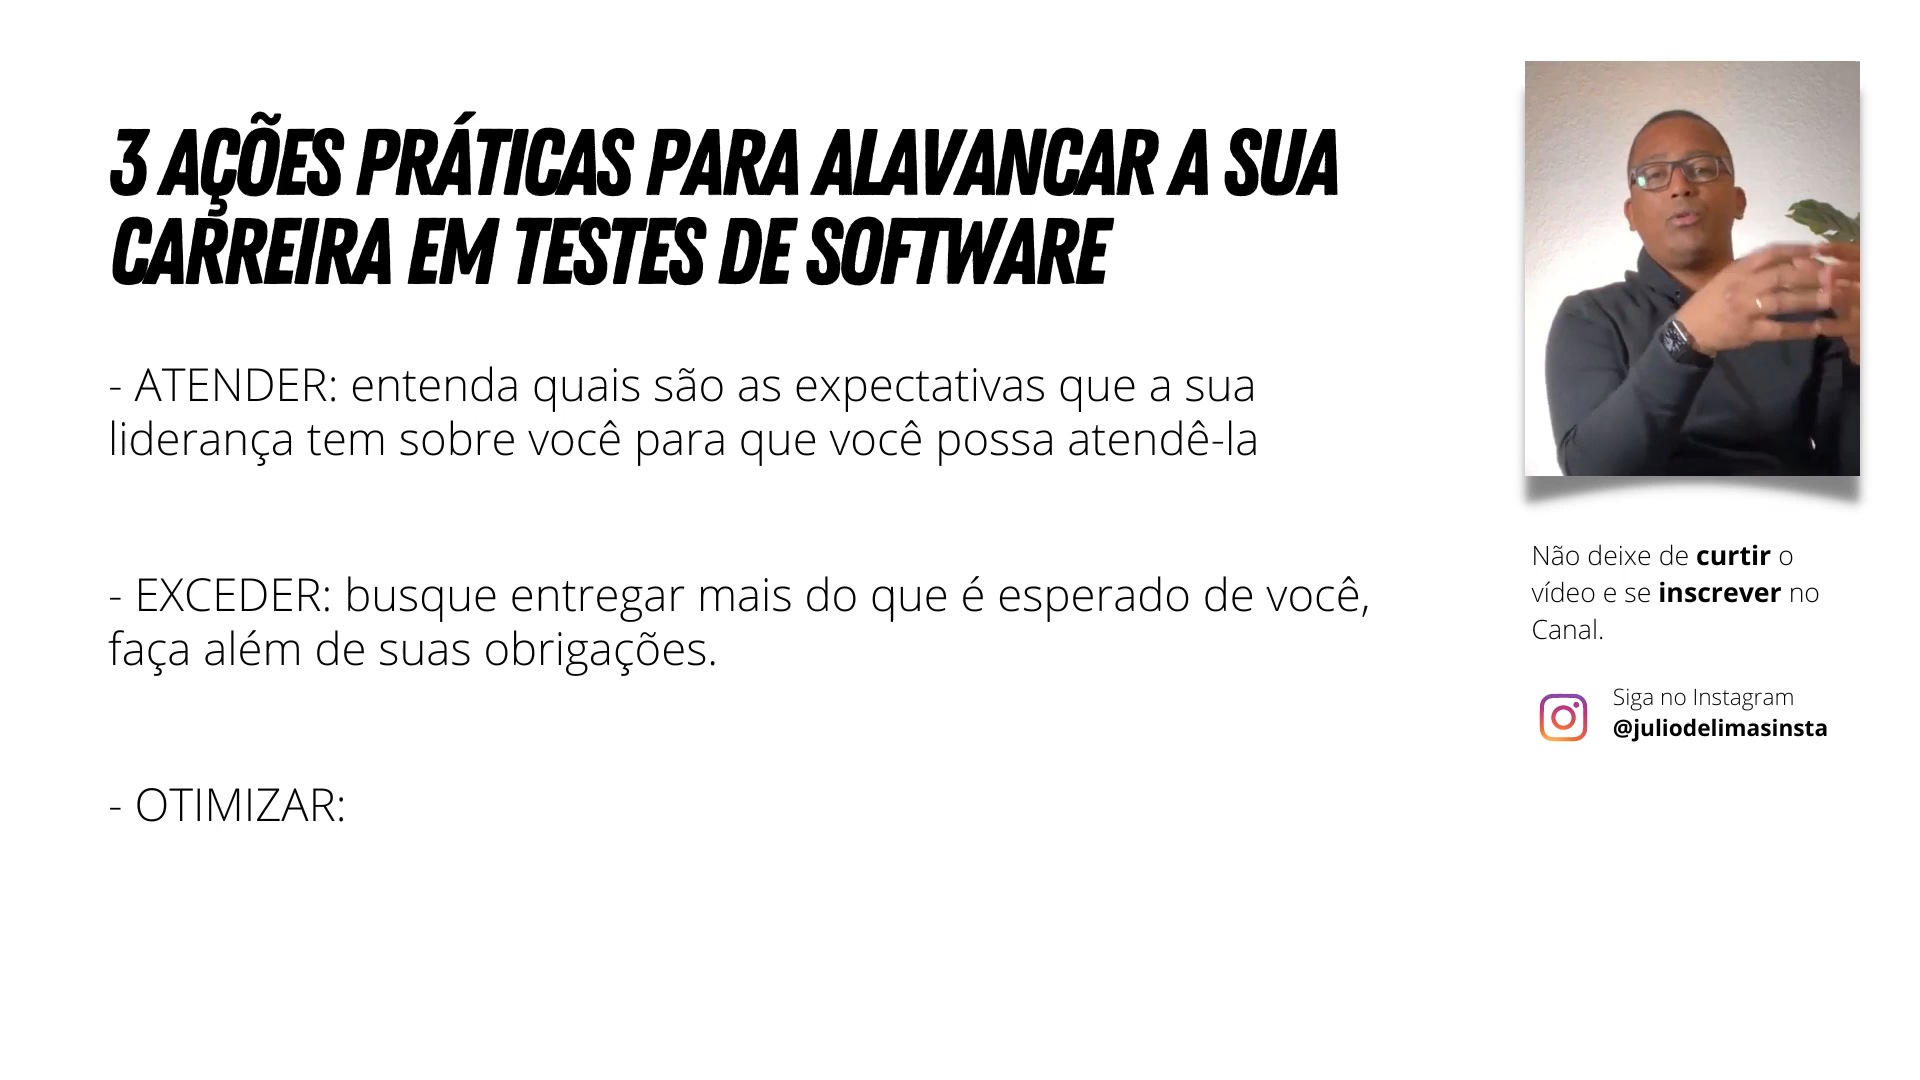 3 AÇÕES PRÁTICAS PARA ALAVANCAR A SUA
CARREIRA EM TESTES DE SOFTWARE
- ATENDER: entenda quais são as expectativas que a sua
liderança tem sobre você para que você possa atendê-la
- EXCEDER: busque entregar mais do que é esperado de você,
faça além de suas obrigações.
- OTIMIZAR:
Não deixe de curtir o
vídeo e se inscrever no
Canal.
Siga no Instagram
@juliodelimasinsta